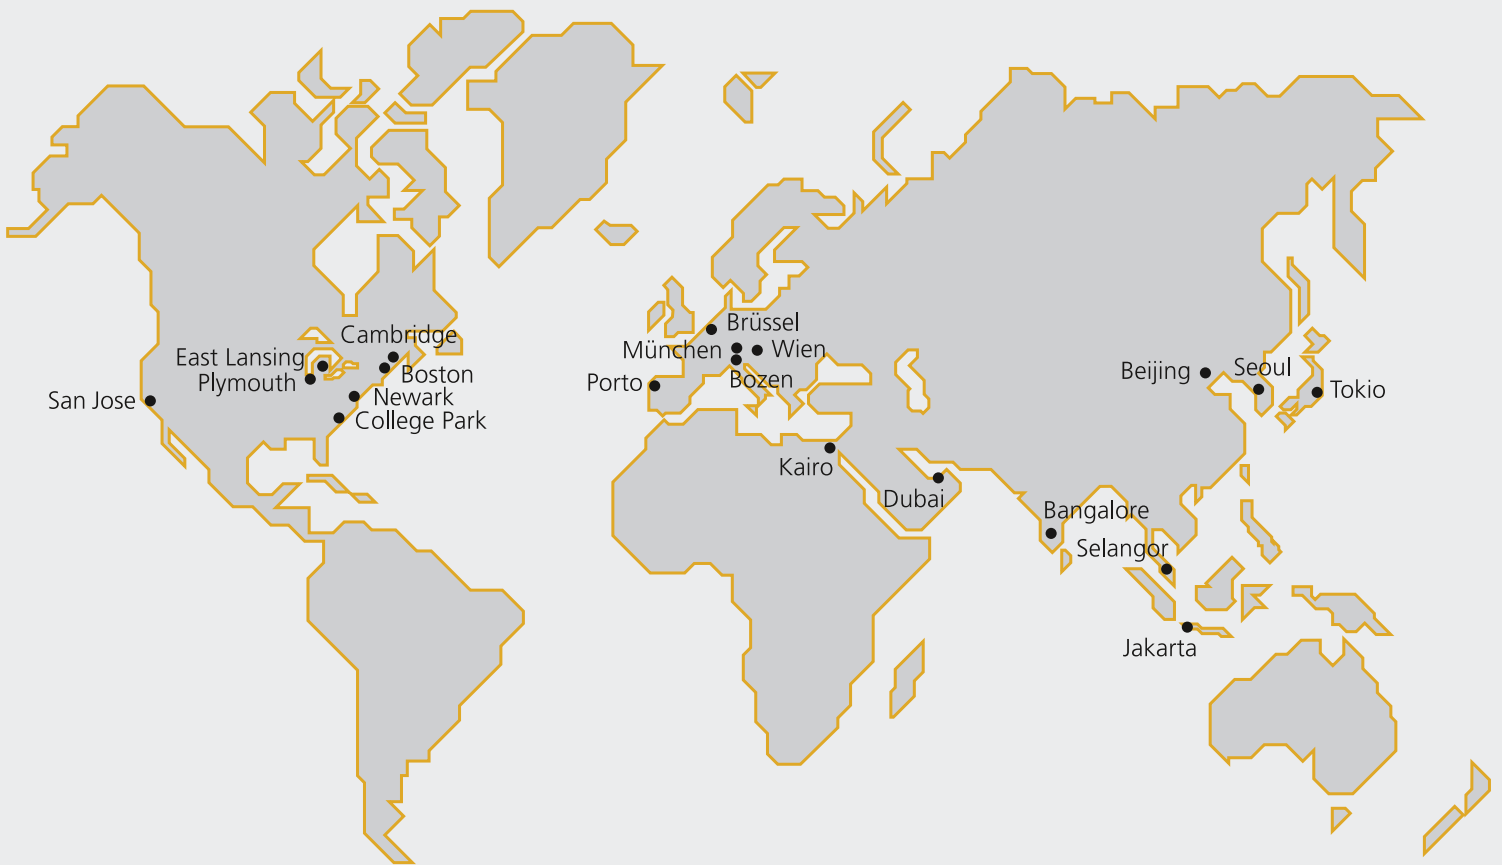 Cambridge
East Lansing
Plymouth
Boston
San Jose
Newark
College Park
Brüssel
München
Wien
Porto
Bozen
Kairo
Dubai
Beijing
Seoul
Tokio
Bangalore
Selangor
Jakarta